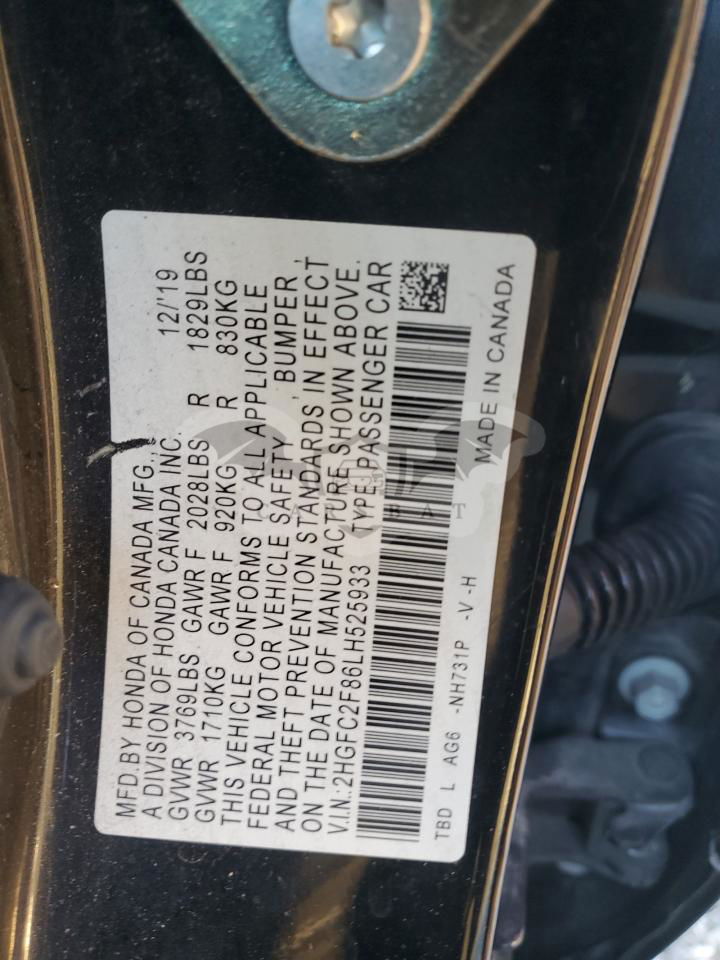 MFD.BY HONDA OF CANADA MFG., 12/'19
A DIVISION OF HONDA CANADA INC.
GVWR 3769LBS GAWR F 2028LBS R 1829LBS
GVWR 1710KG GAWR F 920KG R 830KG
THIS VEHICLE CONFORMS TO ALL APPLICABLE
FEDERAL MOTOR VEHICLE SAFETY, BUMPER,
AND THEFT PREVENTION STANDARDS IN EFFECT
ON THE DATE OF MANUFACTURE SHOWN ABOVE.
V.I.N.:2HGFC2F86LH525933 TYPE:PASSENGER CAR
TBD L AG6 -NH731P -V -H MADE IN CANADA